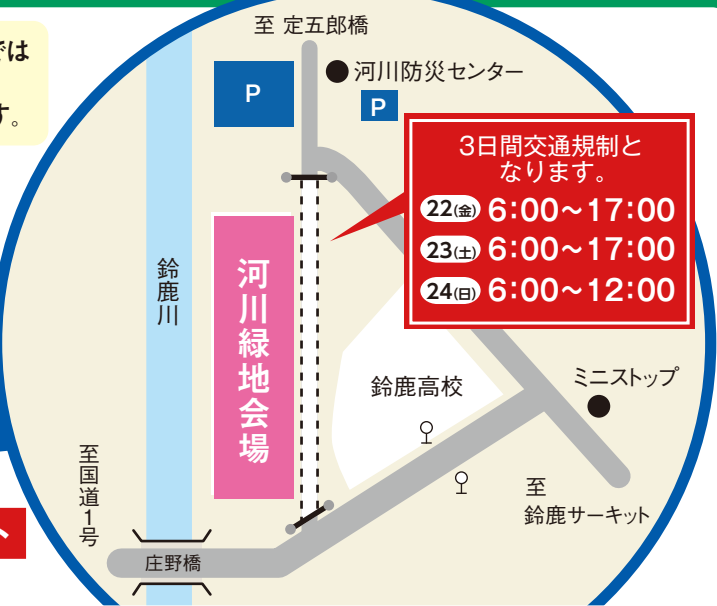 では
す。
至 定五郎橋
河川防災センター
P
P
3日間交通規制と
なります。
22(金) 6:00～17:00
23(土) 6:00～17:00
24(日) 6:00～12:00
鈴鹿川
河川緑地会場
鈴鹿高校
ミニストップ
至
鈴鹿サーキット
至国道1号
庄野橋